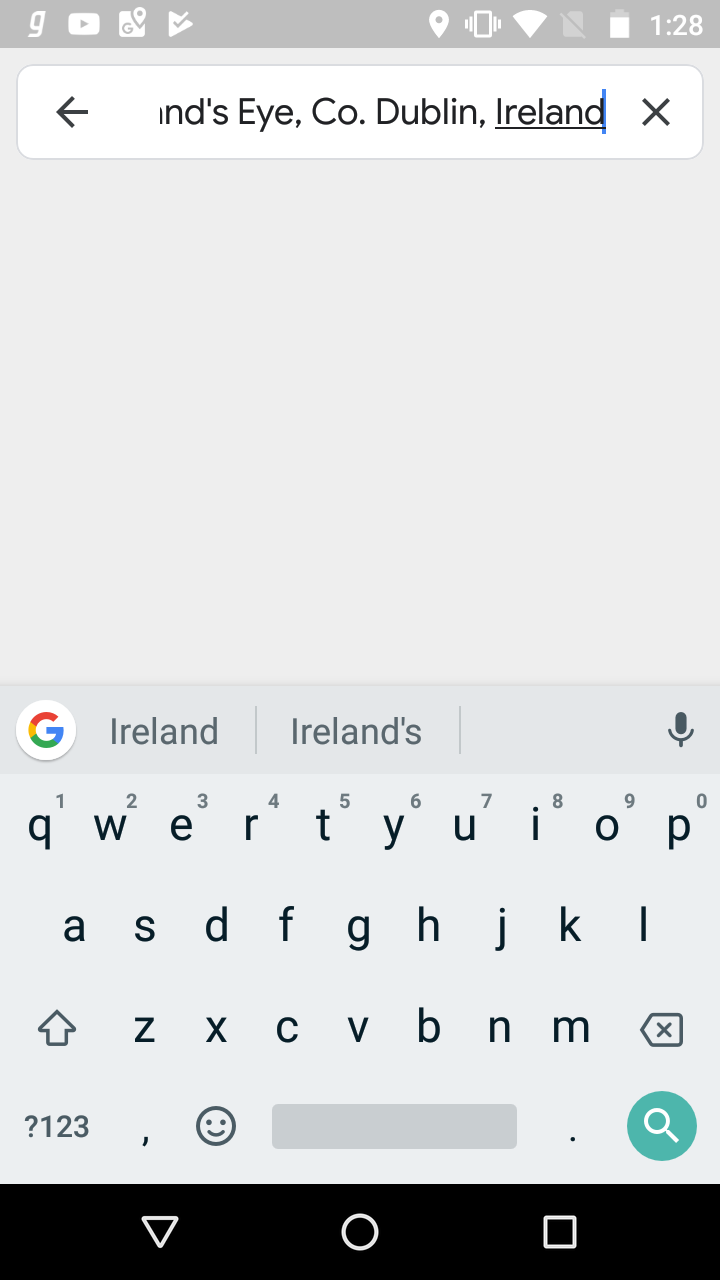 1:28
nd's Eye, Co. Dublin, Ireland
Ireland Ireland's
1 2 3 4 5 6 7 8 9 0
q w e r t y u i o p
a s d f g h j k l
z x c v b n m
?123 , .